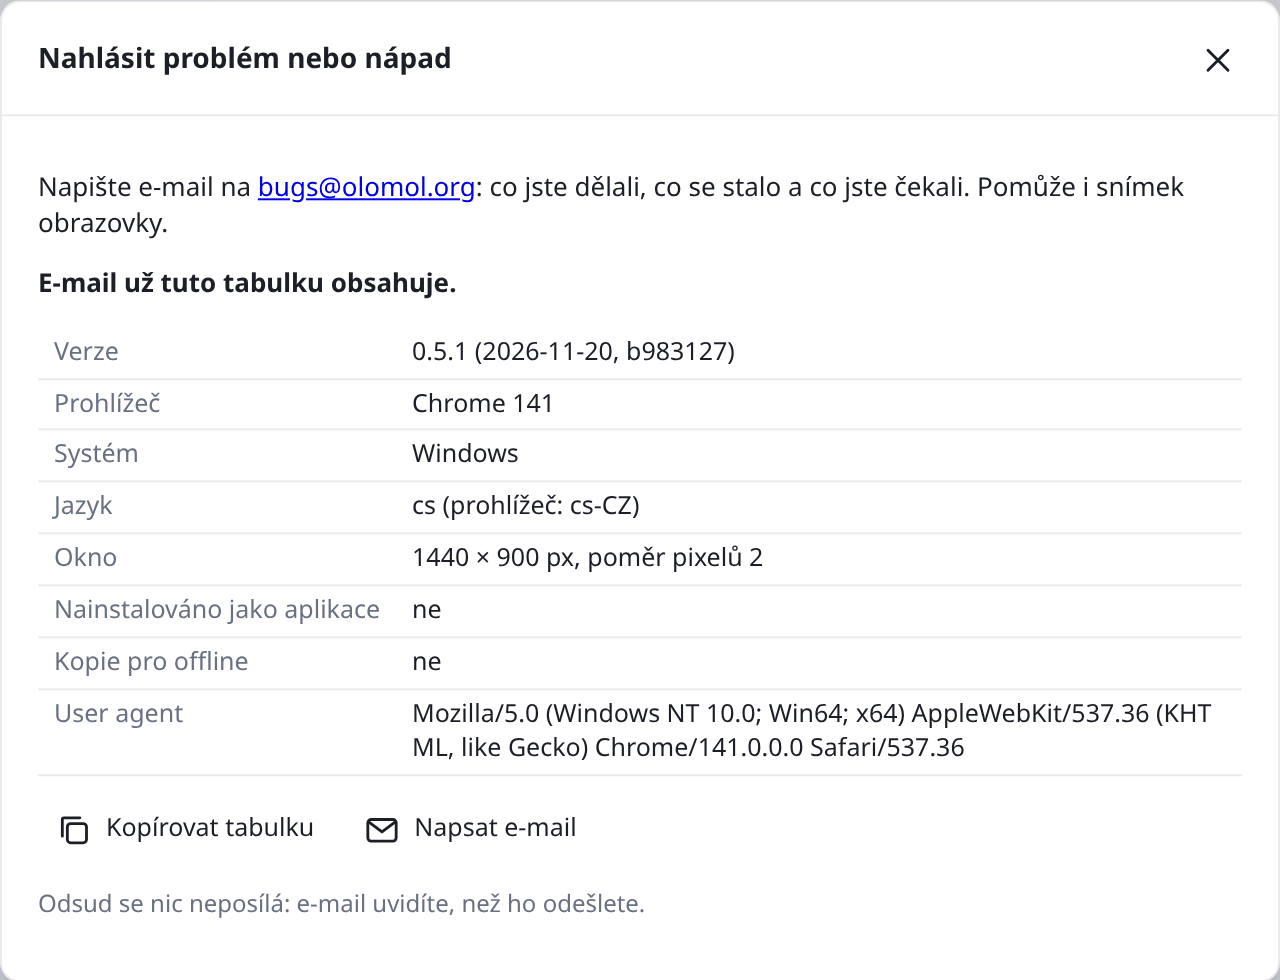 Nahlásit problém nebo nápad
Napište e-mail na bugs@olomol.org: co jste dělali, co se stalo a co jste čekali. Pomůže i snímek
obrazovky.
E-mail už tuto tabulku obsahuje.
Verze 0.5.1 (2026-11-20, b983127)
Prohlížeč Chrome 141
Systém Windows
Jazyk cs (prohlížeč: cs-CZ)
Okno 1440 × 900 px, poměr pixelů 2
Nainstalováno jako aplikace ne
Kopie pro offline ne
User agent Mozilla/5.0 (Windows NT 10.0; Win64; x64) AppleWebKit/537.36 (KHT
ML, like Gecko) Chrome/141.0.0.0 Safari/537.36
Kopírovat tabulku Napsat e-mail
Odsud se nic neposílá: e-mail uvidíte, než ho odešlete.